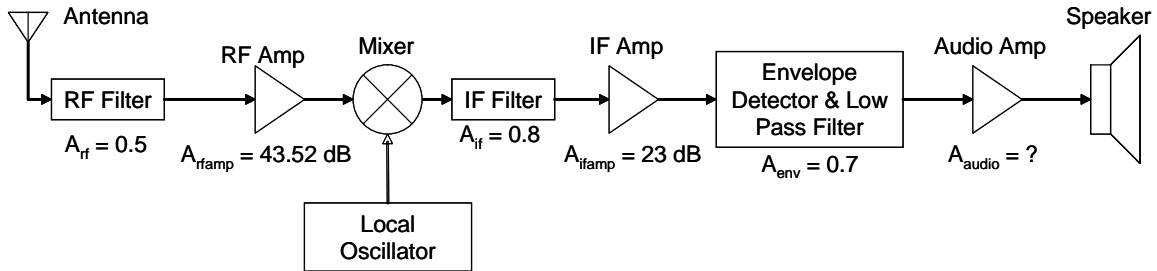 Antenna
Speaker
RF Amp
Mixer
IF Amp
Audio Amp
RF Filter
IF Filter
Envelope
Detector & Low
Pass Filter
A_rf = 0.5
A_rfamp = 43.52 dB
A_if = 0.8
A_ifamp = 23 dB
A_env = 0.7
A_audio = ?
Local
Oscillator